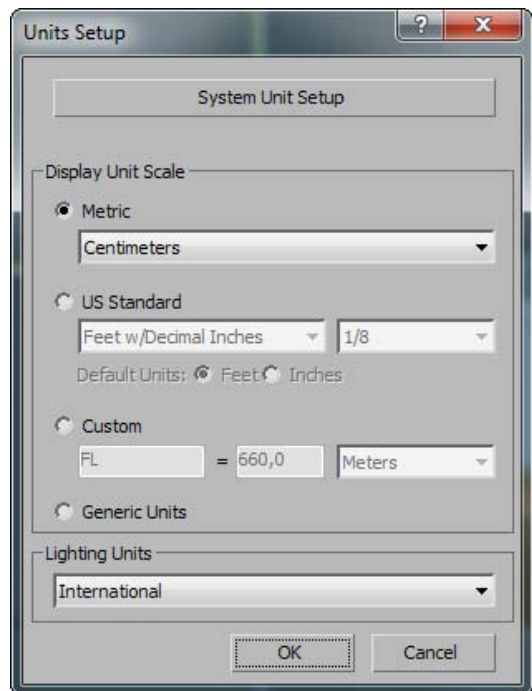 Units Setup
?
System Unit Setup
Display Unit Scale
Metric
Centimeters
US Standard
Feet w/Decimal Inches 1/8
Default Units: Feet Inches
Custom
FL = 660,0 Meters
Generic Units
Lighting Units
International
OK Cancel